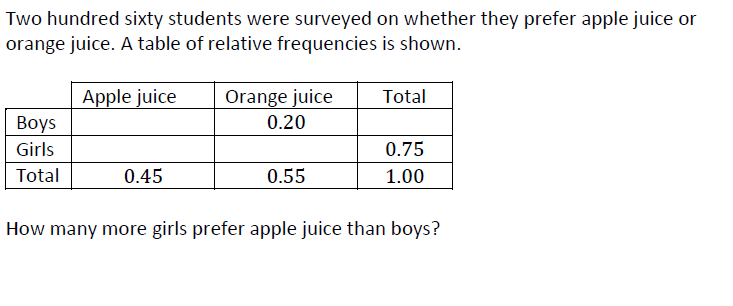 Two hundred sixty students were surveyed on whether they prefer apple juice or
orange juice. A table of relative frequencies is shown.
Apple juice Orange juice Total
Boys 0.20
Girls 0.75
Total 0.45 0.55 1.00
How many more girls prefer apple juice than boys?